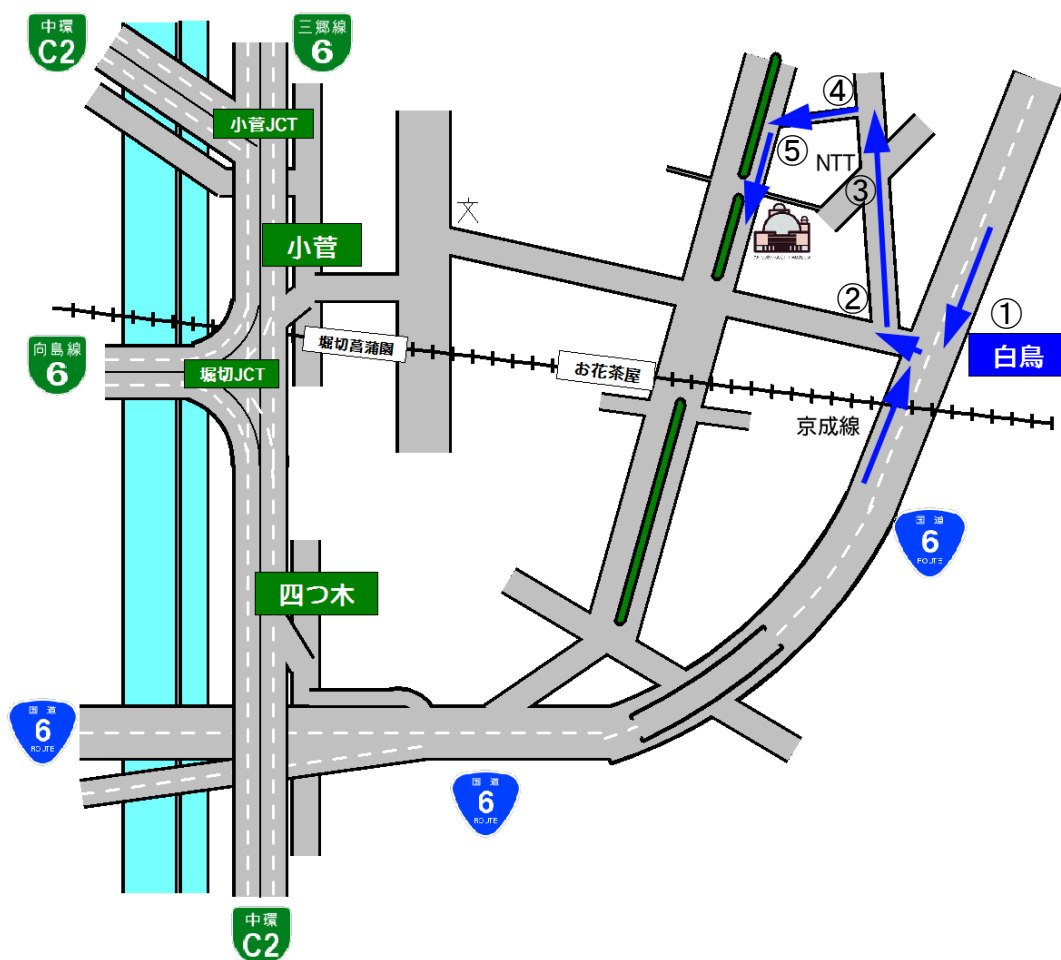 中環
C2
三郷線
6
小菅JCT
④
⑤
NTT
③
文
小菅
②
①
堀切菖蒲園
白鳥
向島線
6
堀切JCT
お花茶屋
京成線
国道
6
ROUTE
四つ木
国道
6
ROUTE
国道
6
ROUTE
中環
C2